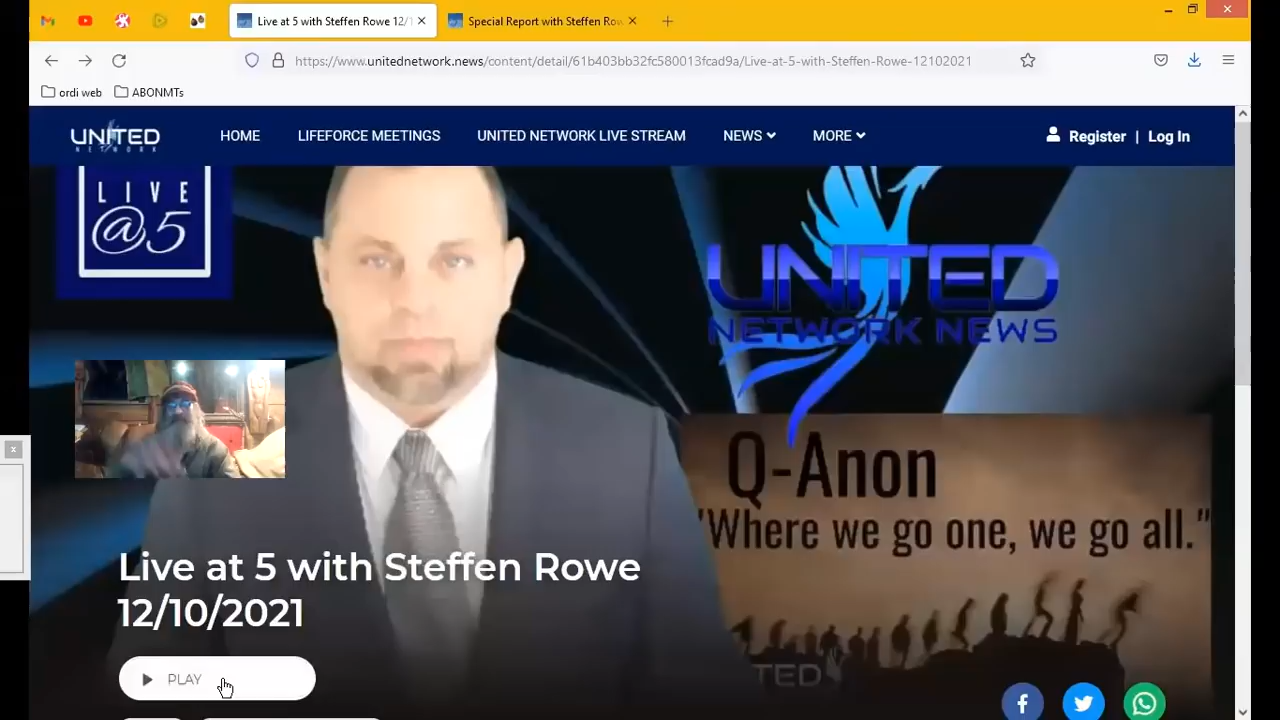 Live at 5 with Steffen Rowe 12/1
Special Report with Steffen Row
https://www.unitednetwork.news/content/detail/61b403bb32fc580013fcad9a/Live-at-5-with-Steffen-Rowe-12102021
ordi web
ABONMTs
UNITED
NETWORK
HOME
LIFEFORCE MEETINGS
UNITED NETWORK LIVE STREAM
NEWS
MORE
Register | Log In
LIVE
@5
UNITED
NETWORK NEWS
Q-Anon
"Where we go one, we go all."
Live at 5 with Steffen Rowe
12/10/2021
PLAY
UNITED